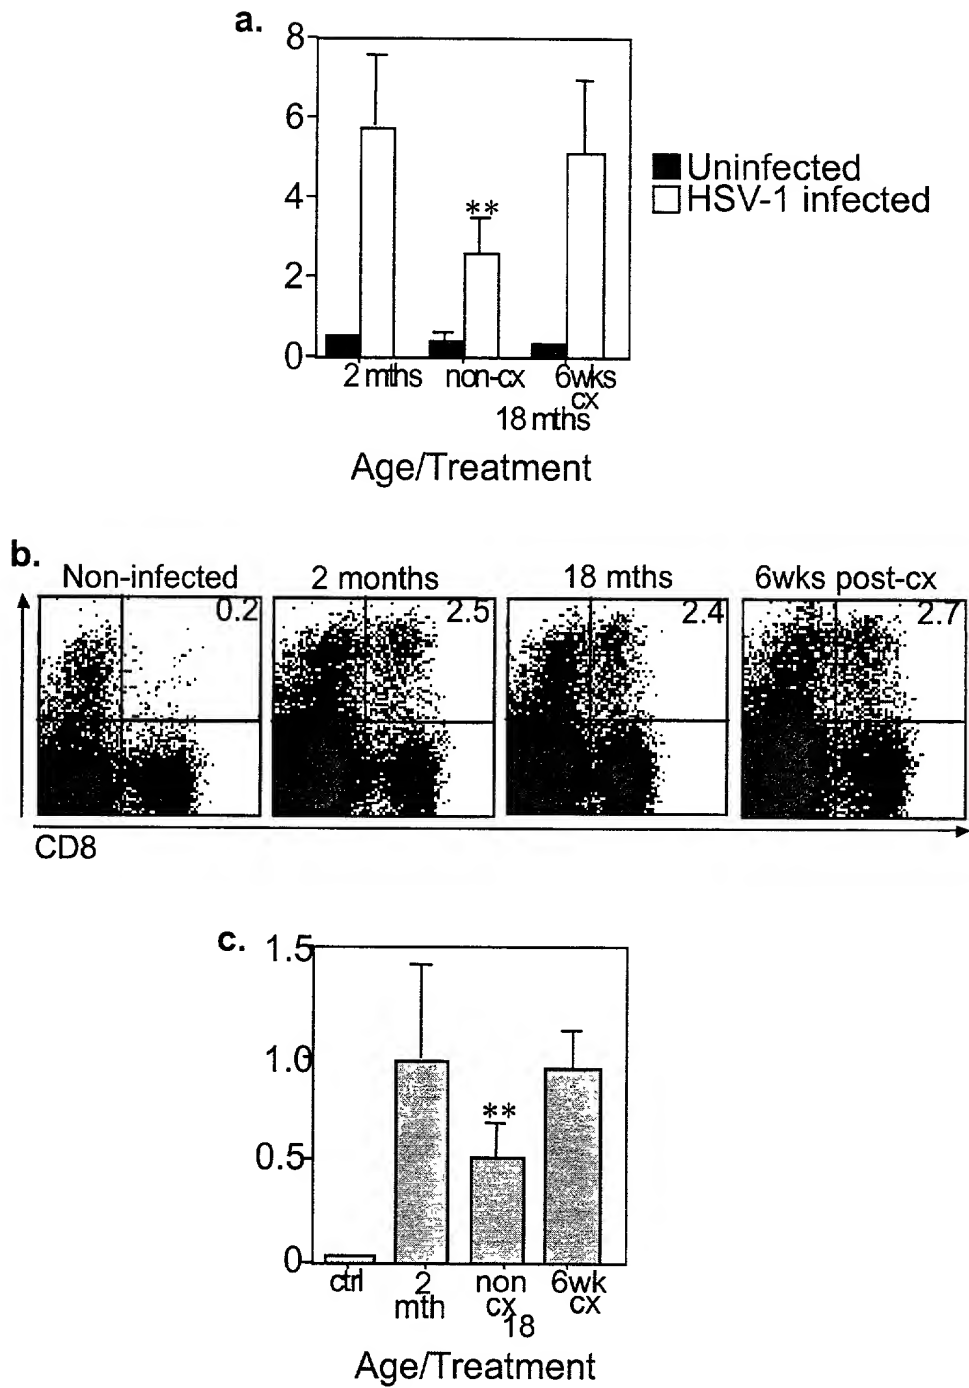 a.
8
6
4
2
0
**
Uninfected
HSV-1 infected
2 mths non-cx 6wks cx
18 mths
Age/Treatment
b.
Non-infected 2 months 18 mths 6wks post-cx
0.2 2.5 2.4 2.7
CD8
c.
1.5
1.0
0.5
0
**
ctrl 2 mth non cx 6wk cx
18
Age/Treatment